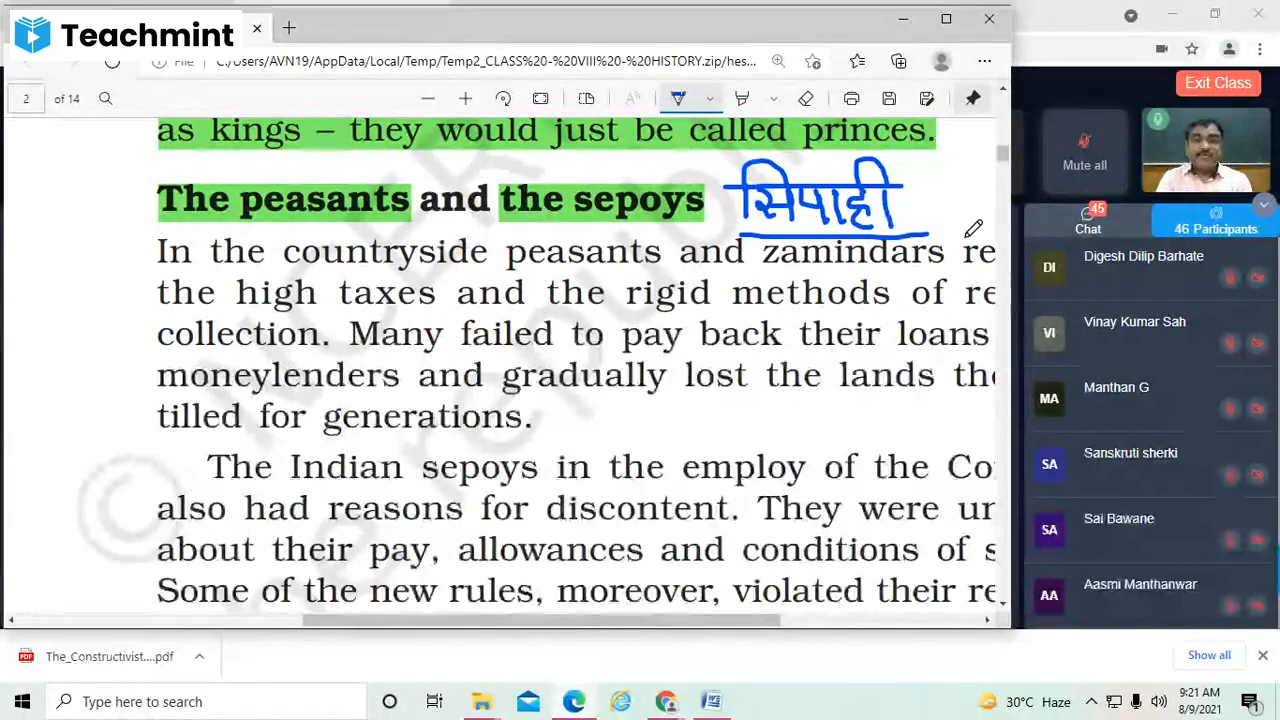 Teachmint
File
C:/Users/AVN19/AppData/Local/Temp/Temp2_CLASS%20-%20VIII%20-%20HISTORY.zip/hes...
Exit Class
2 of 14
as kings – they would just be called princes.
The peasants and the sepoys सिपाही
In the countryside peasants and zamindars re
the high taxes and the rigid methods of re
collection. Many failed to pay back their loans
moneylenders and gradually lost the lands the
tilled for generations.
The Indian sepoys in the employ of the Co
also had reasons for discontent. They were un
about their pay, allowances and conditions of s
Some of the new rules, moreover, violated their re
© NCERT
Mute all
45
Chat
46 Participants
DI Digesh Dilip Barhate
VI Vinay Kumar Sah
MA Manthan G
SA Sanskruti sherki
SA Sai Bawane
AA Aasmi Manthanwar
PDF The_Constructivist....pdf
Show all
Type here to search
30°C Haze
9:21 AM
8/9/2021
1